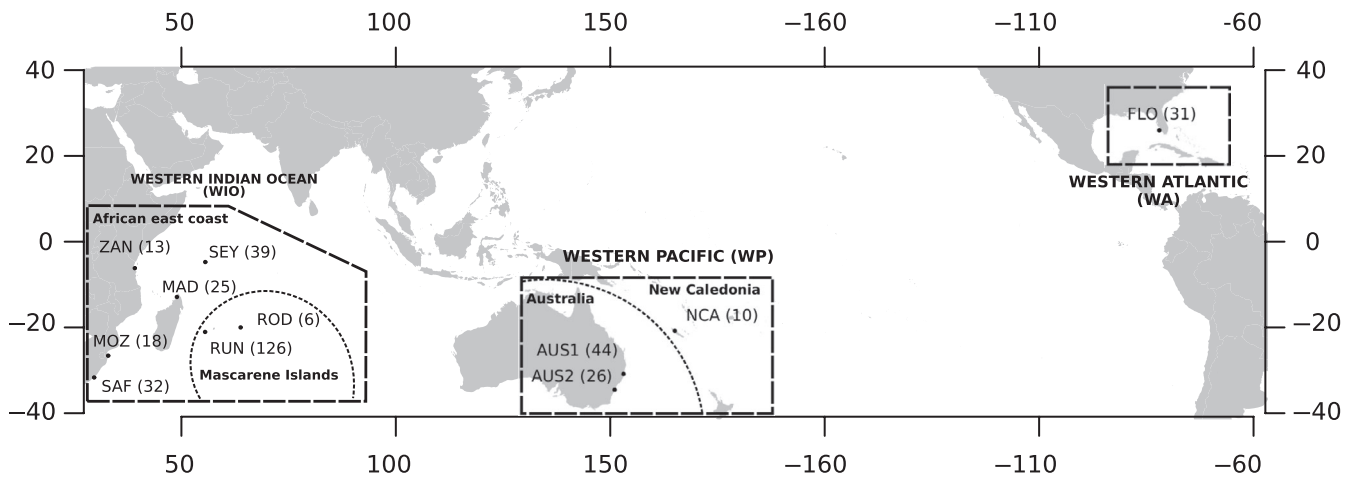 50 100 150 −160 −110 -60
40 40
FLO (31)
20 20
WESTERN INDIAN OCEAN
(WIO)
WESTERN ATLANTIC
(WA)
African east coast
ZAN (13)
SEY (39)
0 0
WESTERN PACIFIC (WP)
MAD (25)
Australia
New Caledonia
ROD (6)
NCA (10)
−20 −20
MOZ (18)
RUN (126)
AUS1 (44)
Mascarene Islands
AUS2 (26)
SAF (32)
−40 −40
50 100 150 −160 −110 −60